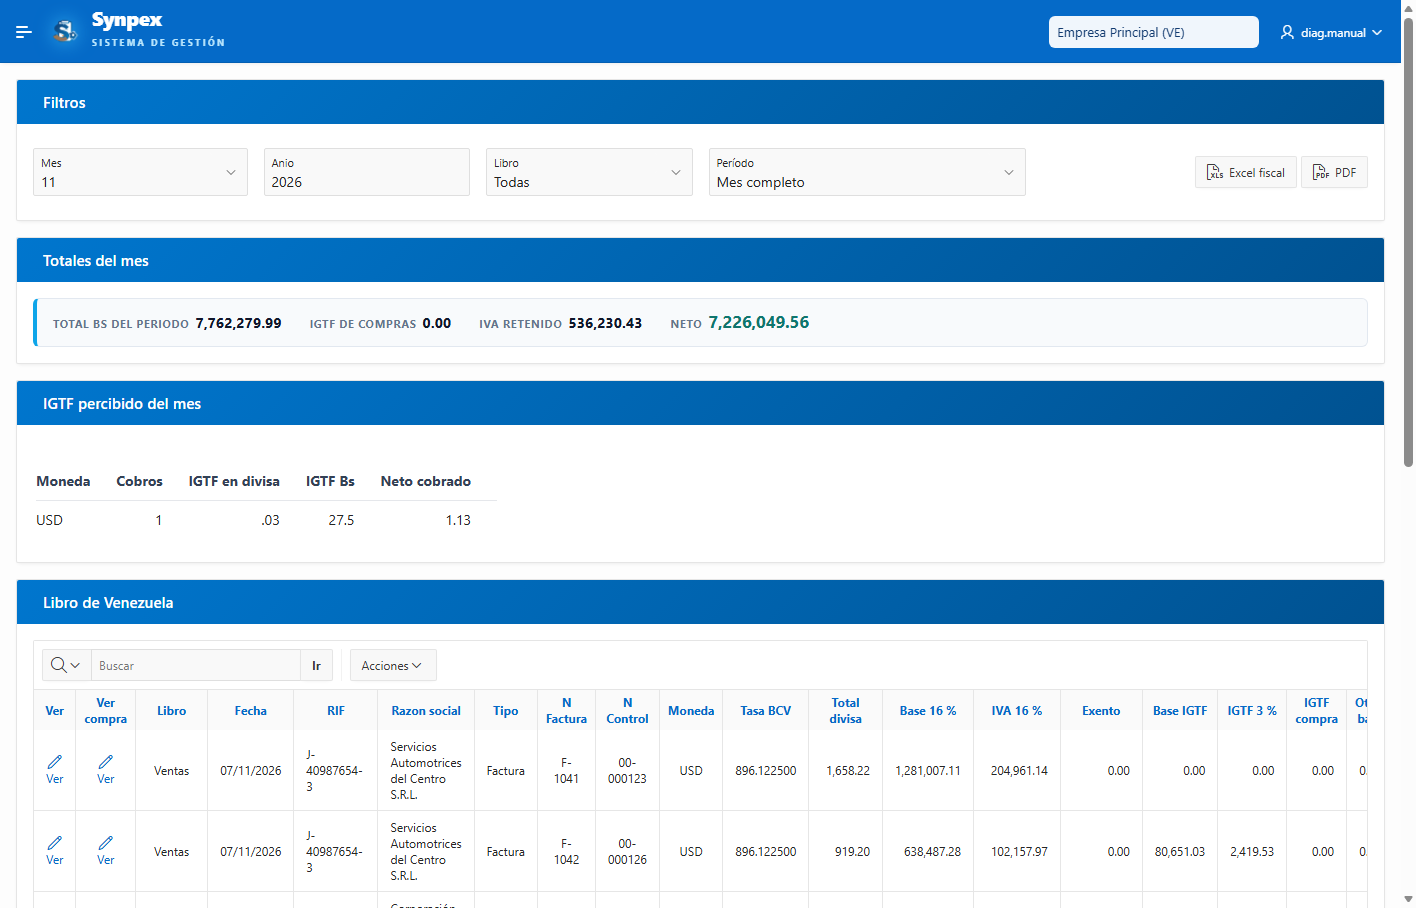 Synpex
SISTEMA DE GESTIÓN
Empresa Principal (VE)
diag.manual
Filtros
Mes
11
Anio
2026
Libro
Todas
Período
Mes completo
Excel fiscal
PDF
Totales del mes
TOTAL BS DEL PERIODO 7,762,279.99 IGTF DE COMPRAS 0.00 IVA RETENIDO 536,230.43 NETO 7,226,049.56
IGTF percibido del mes
Moneda Cobros IGTF en divisa IGTF Bs Neto cobrado
USD 1 .03 27.5 1.13
Libro de Venezuela
Buscar
Ir
Acciones
Ver
Ver
compra
Libro
Fecha
RIF
Razon social
Tipo
N
Factura
N
Control
Moneda
Tasa BCV
Total
divisa
Base 16 %
IVA 16 %
Exento
Base IGTF
IGTF 3 %
IGTF
compra
Ver
Ver
Ventas
07/11/2026
J-
40987654-
3
Servicios
Automotrices
del Centro
S.R.L.
Factura
F-
1041
00-
000123
USD
896.122500
1,658.22
1,281,007.11
204,961.14
0.00
0.00
0.00
0.00
Ver
Ver
Ventas
07/11/2026
J-
40987654-
3
Servicios
Automotrices
del Centro
S.R.L.
Factura
F-
1042
00-
000126
USD
896.122500
919.20
638,487.28
102,157.97
0.00
80,651.03
2,419.53
0.00